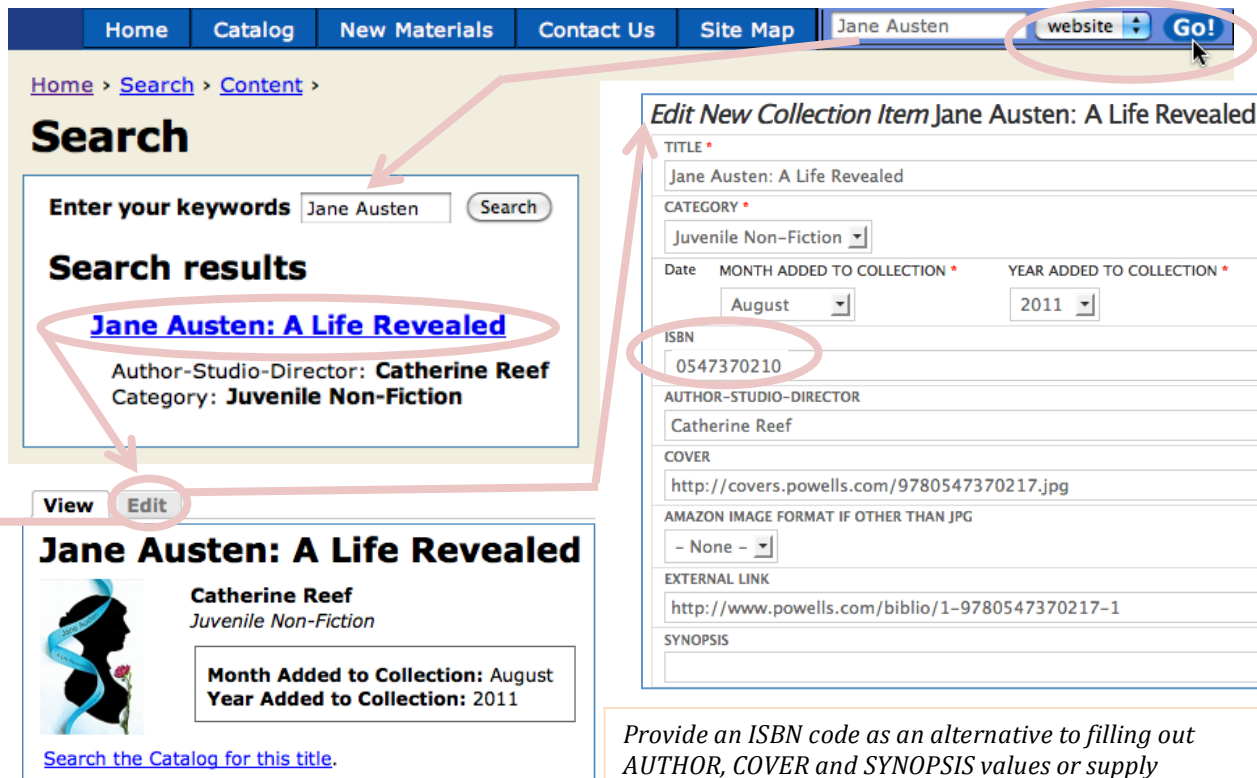 Home Catalog New Materials Contact Us Site Map Jane Austen website Go!
Home › Search › Content ›
Search
Enter your keywords Jane Austen Search
Search results
Jane Austen: A Life Revealed
Author-Studio-Director: Catherine Reef
Category: Juvenile Non-Fiction
View Edit
Jane Austen: A Life Revealed
Catherine Reef
Juvenile Non-Fiction
Month Added to Collection: August
Year Added to Collection: 2011
Search the Catalog for this title.
Edit New Collection Item Jane Austen: A Life Revealed
TITLE *
Jane Austen: A Life Revealed
CATEGORY *
Juvenile Non-Fiction
Date MONTH ADDED TO COLLECTION * YEAR ADDED TO COLLECTION *
August 2011
ISBN
0547370210
AUTHOR-STUDIO-DIRECTOR
Catherine Reef
COVER
http://covers.powells.com/9780547370217.jpg
AMAZON IMAGE FORMAT IF OTHER THAN JPG
- None -
EXTERNAL LINK
http://www.powells.com/biblio/1-9780547370217-1
SYNOPSIS
Provide an ISBN code as an alternative to filling out
AUTHOR, COVER and SYNOPSIS values or supply